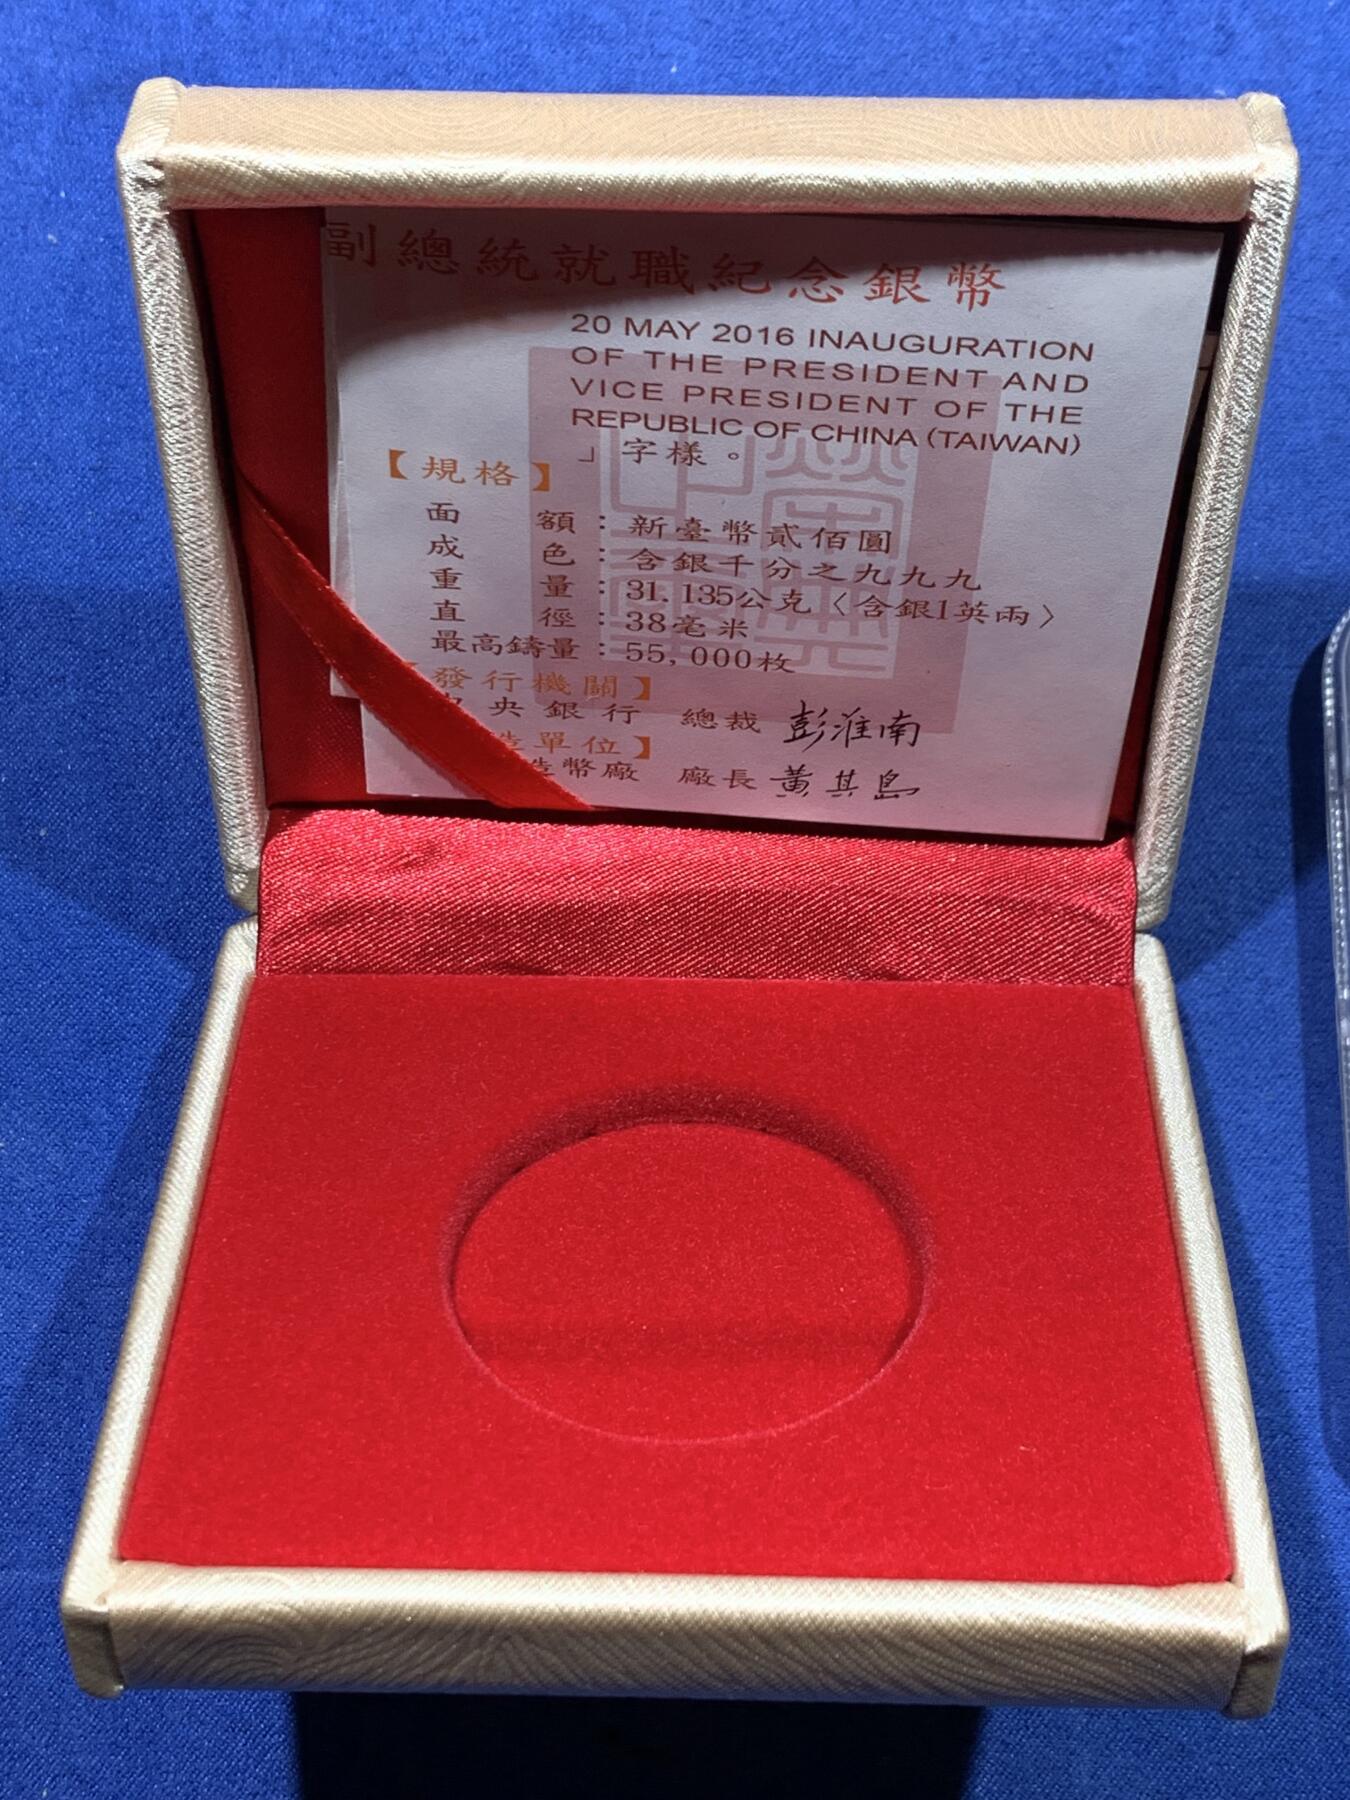 副總統就職紀念銀幣
20 MAY 2016 INAUGURATION
OF THE PRESIDENT AND
VICE PRESIDENT OF THE
REPUBLIC OF CHINA (TAIWAN)
」字樣。
【規格】
面額：新臺幣貳佰圓
成色：含銀千分之九九九
重量：31.135公克〈含銀1英兩〉
直徑：38毫米
最高鑄量：55,000枚
發行機關】
央銀行 總裁 彭淮南
造單位】
造幣廠 廠長 黃其島